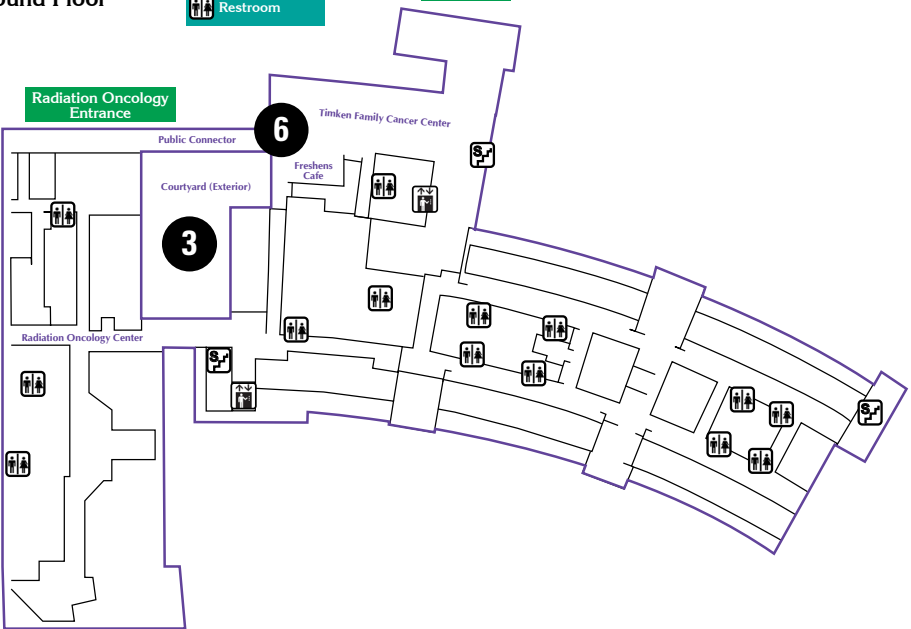 Restroom
Radiation Oncology
Entrance
6
Timken Family Cancer Center
Public Connector
Freshens
Cafe
Courtyard (Exterior)
3
Radiation Oncology Center
Floor
S
S
S